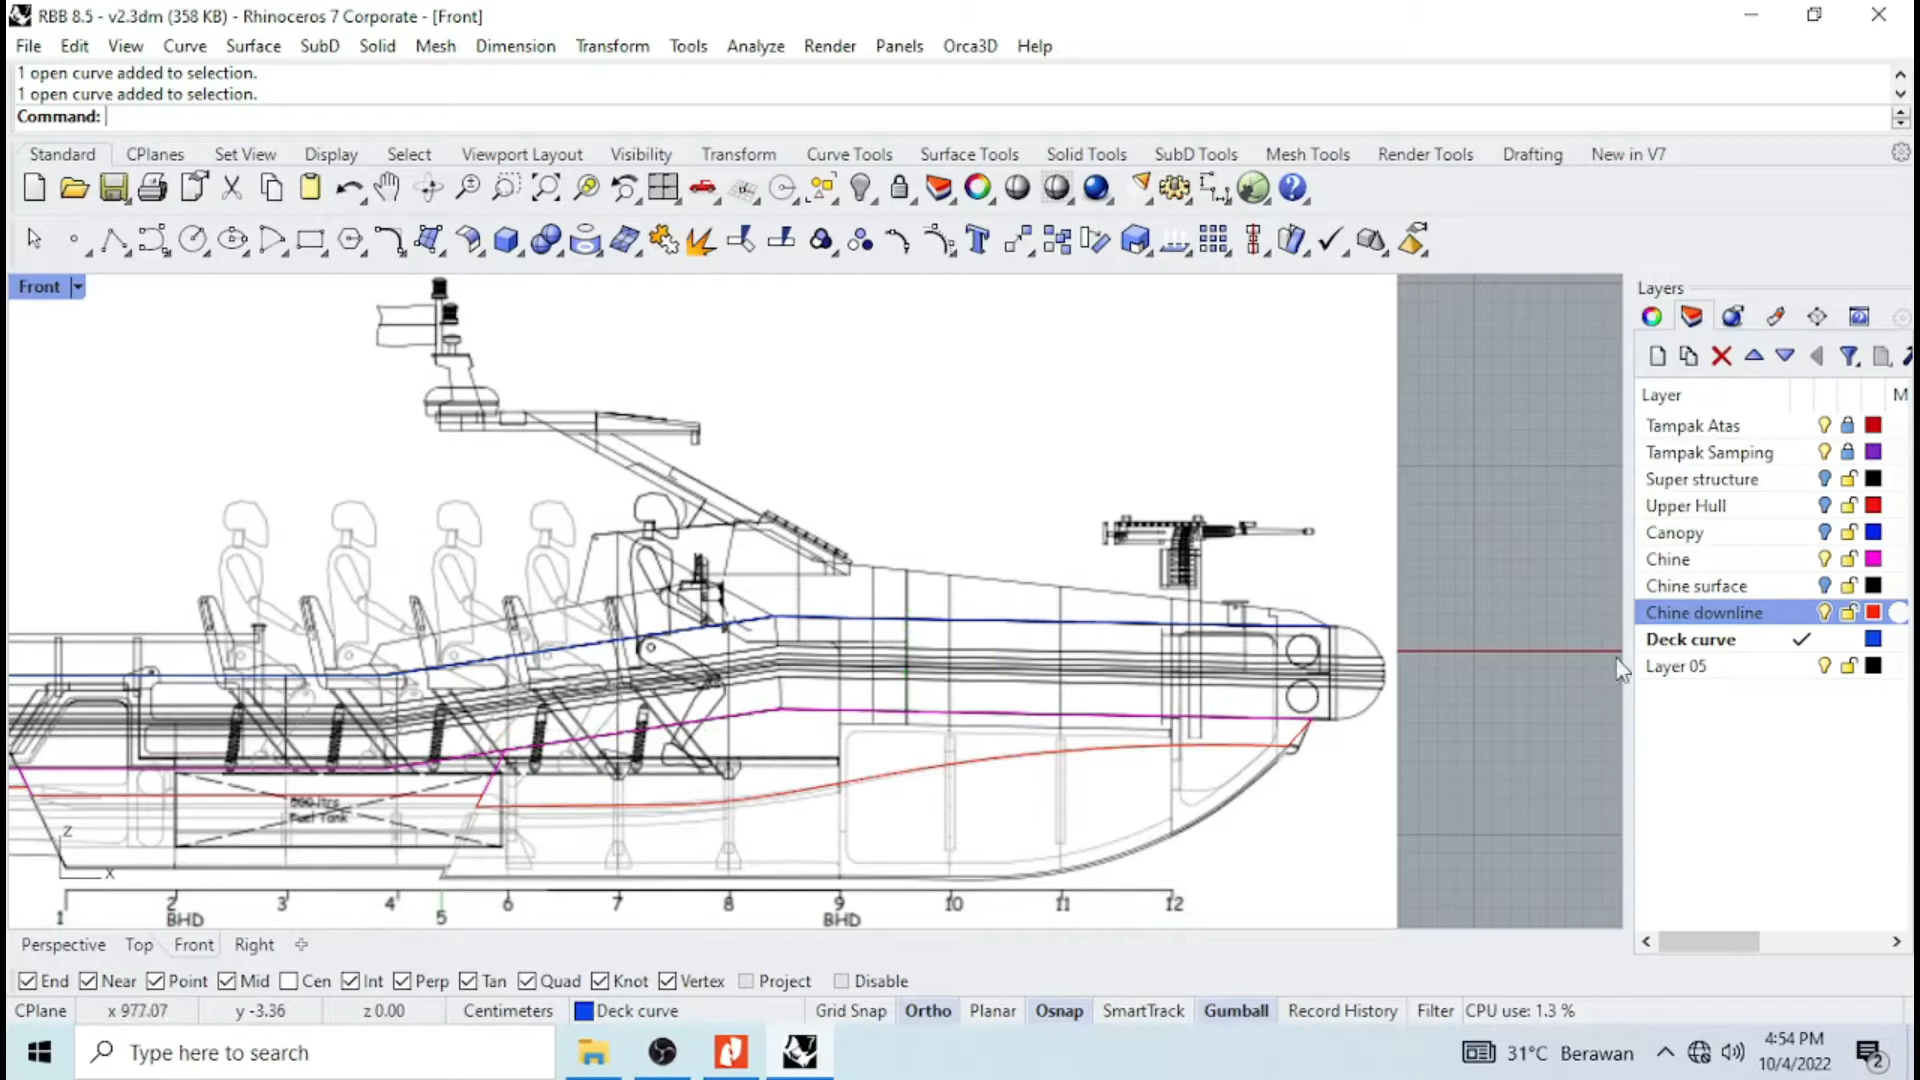 RBB 8.5 - v2.3dm (358 KB) - Rhinoceros 7 Corporate - [Front]
File Edit View Curve Surface SubD Solid Mesh Dimension Transform Tools Analyze Render Panels Orca3D Help
1 open curve added to selection.
1 open curve added to selection.
Command:
Standard CPlanes Set View Display Select Viewport Layout Visibility Transform Curve Tools Surface Tools Solid Tools SubD Tools Mesh Tools Render Tools Drafting New in V7
Front
Layers
Layer M
Tampak Atas
Tampak Samping
Super structure
Upper Hull
Canopy
Chine
Chine surface
Chine downline
Deck curve
Layer 05
Fuel Tank
Z
X
1 2 3 4 5 6 7 8 9 10 11 12
BHD BHD
Perspective Top Front Right
End Near Point Mid Cen Int Perp Tan Quad Knot Vertex Project Disable
CPlane x 977.07 y -3.36 z 0.00 Centimeters Deck curve Grid Snap Ortho Planar Osnap SmartTrack Gumball Record History Filter CPU use: 1.3 %
Type here to search
31°C Berawan
4:54 PM
10/4/2022
2